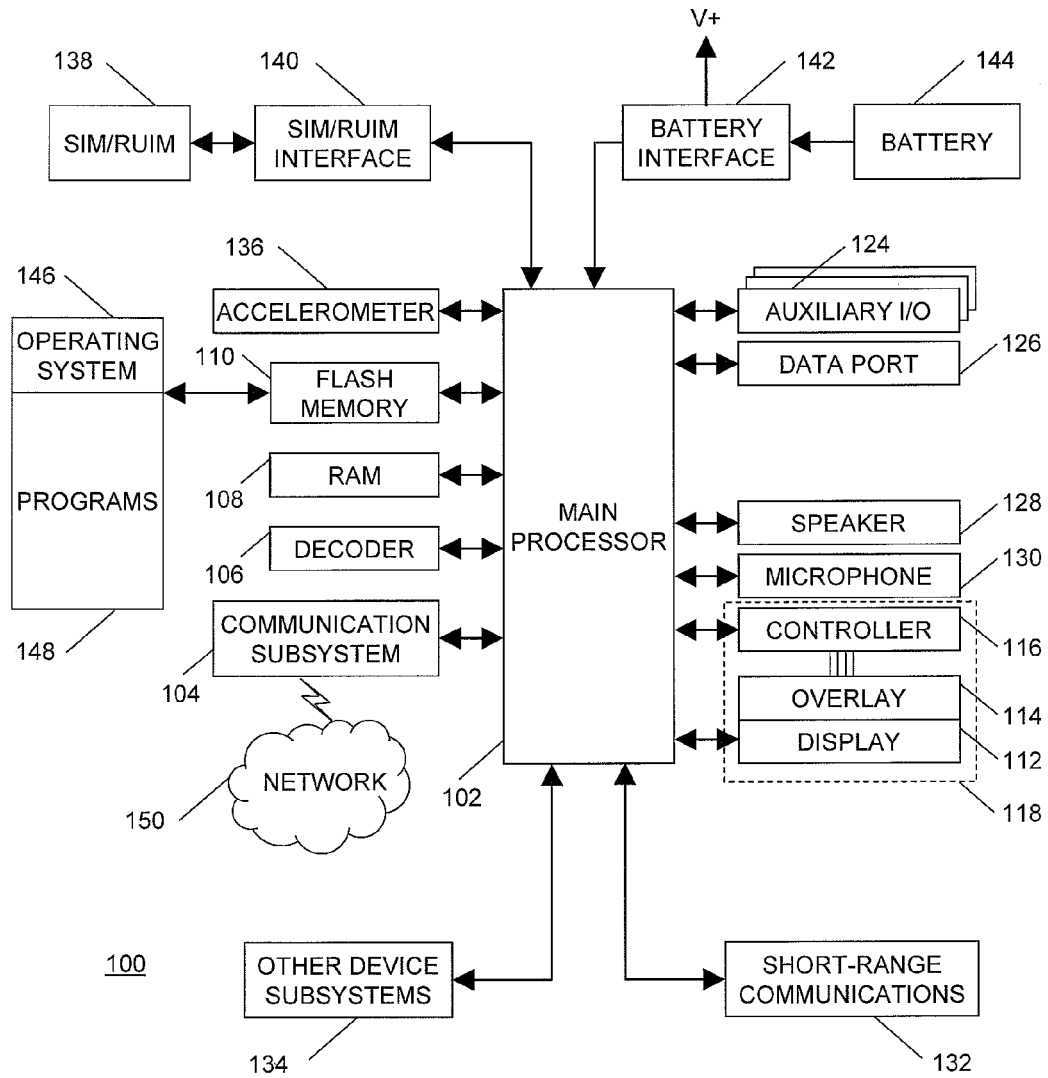 V+
138
140
142
144
SIM/RUIM
SIM/RUIM
INTERFACE
BATTERY
INTERFACE
BATTERY
136
124
146
ACCELEROMETER
AUXILIARY I/O
OPERATING
SYSTEM
110
FLASH
MEMORY
DATA PORT
126
PROGRAMS
RAM
108
MAIN
PROCESSOR
SPEAKER
128
DECODER
106
MICROPHONE
130
148
COMMUNICATION
SUBSYSTEM
104
CONTROLLER
116
OVERLAY
114
DISPLAY
112
NETWORK
150
102
118
100
OTHER DEVICE
SUBSYSTEMS
SHORT-RANGE
COMMUNICATIONS
134
132